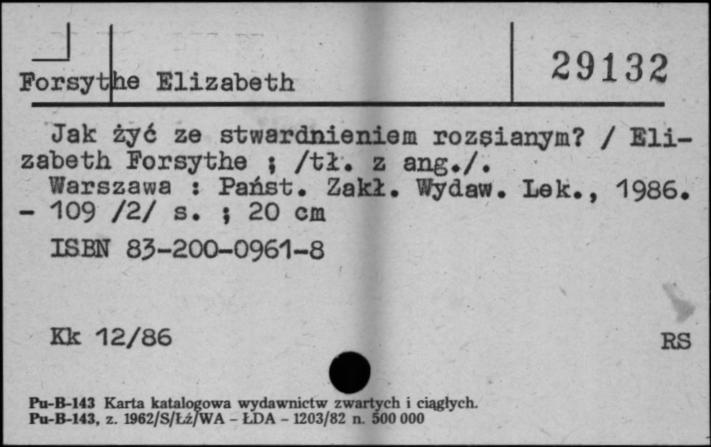 29132
Forsythe Elizabeth
Jak żyć ze stwardnieniem rozsianym? / Eli-
zabeth Forsythe ; /tł. z ang./.
Warszawa : Państ. Zakł. Wydaw. Lek., 1986.
- 109 /2/ s. ; 20 cm
ISBN 83-200-0961-8
Kk 12/86 RS
Pu-B-143 Karta katalogowa wydawnictw zwartych i ciągłych.
Pu-B-143, z. 1962/S/Łź/WA - ŁDA - 1203/82 n. 500 000